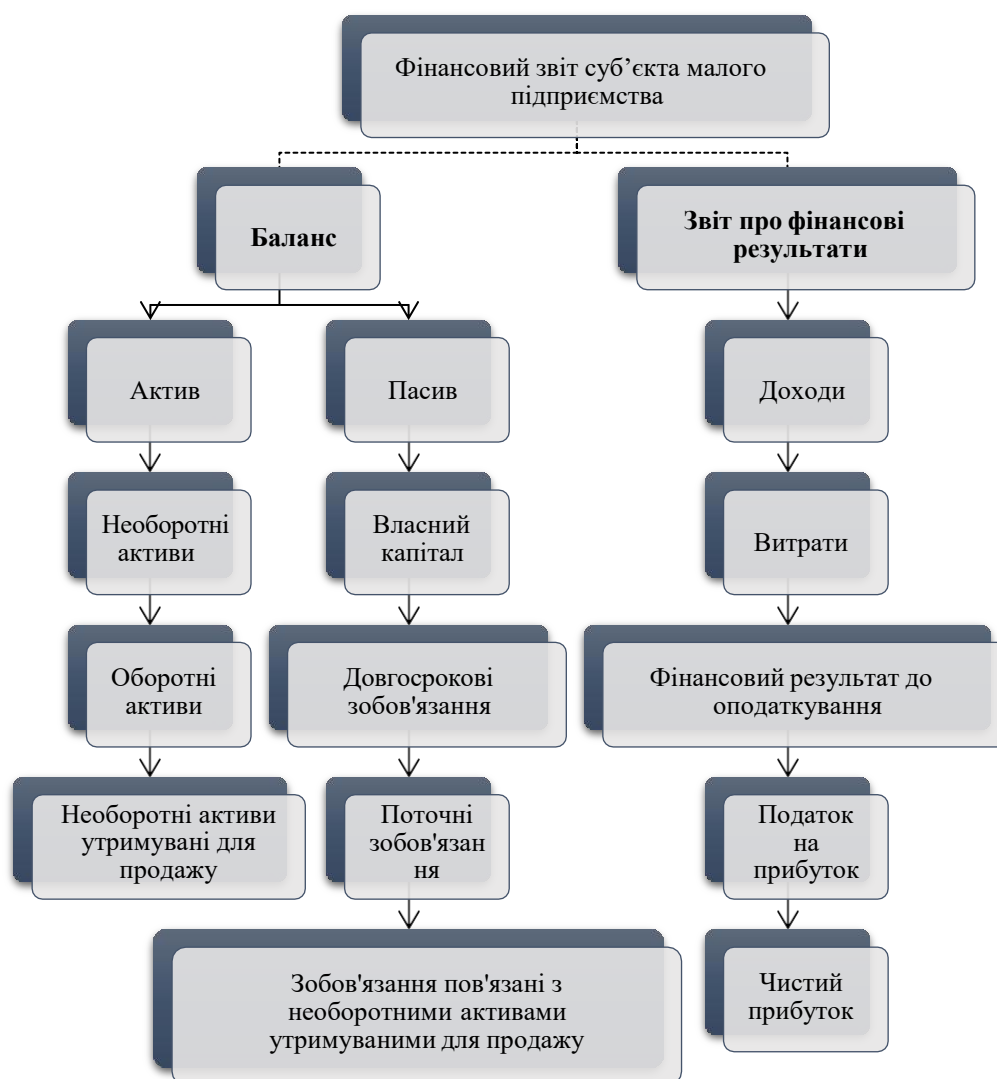 Фінансовий звіт суб’єкта малого
підприємства
Баланс
Звіт про фінансові
результати
Актив
Пасив
Доходи
Необоротні
активи
Власний
капітал
Витрати
Оборотні
активи
Довгосрокові
зобов'язання
Фінансовий результат до
оподаткування
Необоротні активи
утримувані для
продажу
Поточні
зобов'язан
ня
Податок
на
прибуток
Зобов'язання пов'язані з
необоротними активами
утримуваними для продажу
Чистий
прибуток